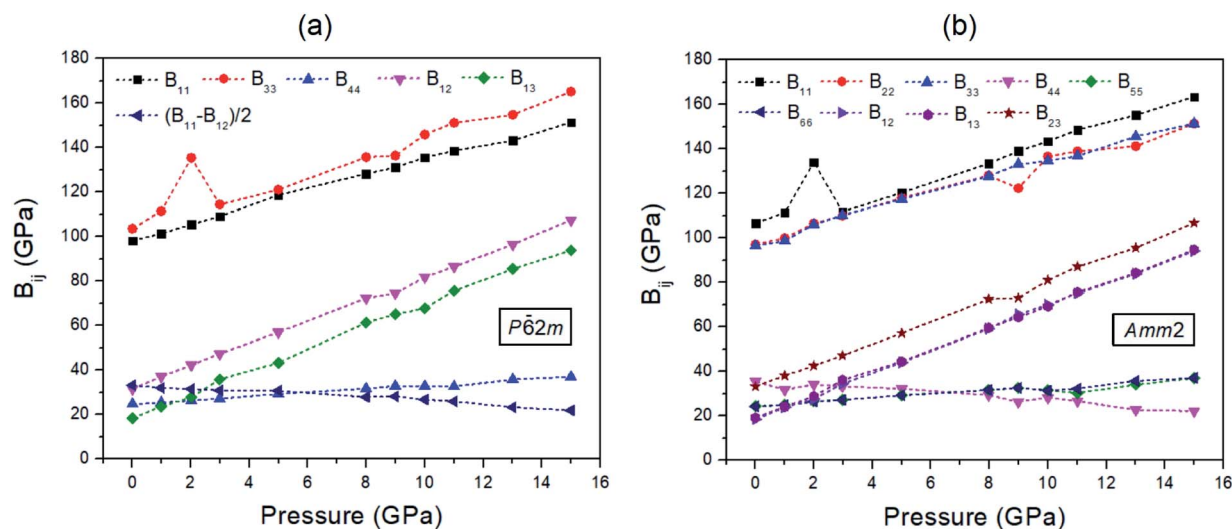 (a)
180
160
140
120
100
80
60
40
20
0
B₁₁ B₃₃ B₄₄ B₁₂ B₁₃
(B₁₁-B₁₂)/2
P6̄2m
Bᵢⱼ (GPa)
0 2 4 6 8 10 12 14 16
Pressure (GPa)
(b)
180
160
140
120
100
80
60
40
20
0
B₁₁ B₂₂ B₃₃ B₄₄ B₅₅
B₆₆ B₁₂ B₁₃ B₂₃
Amm2
Bᵢⱼ (GPa)
0 2 4 6 8 10 12 14 16
Pressure (GPa)